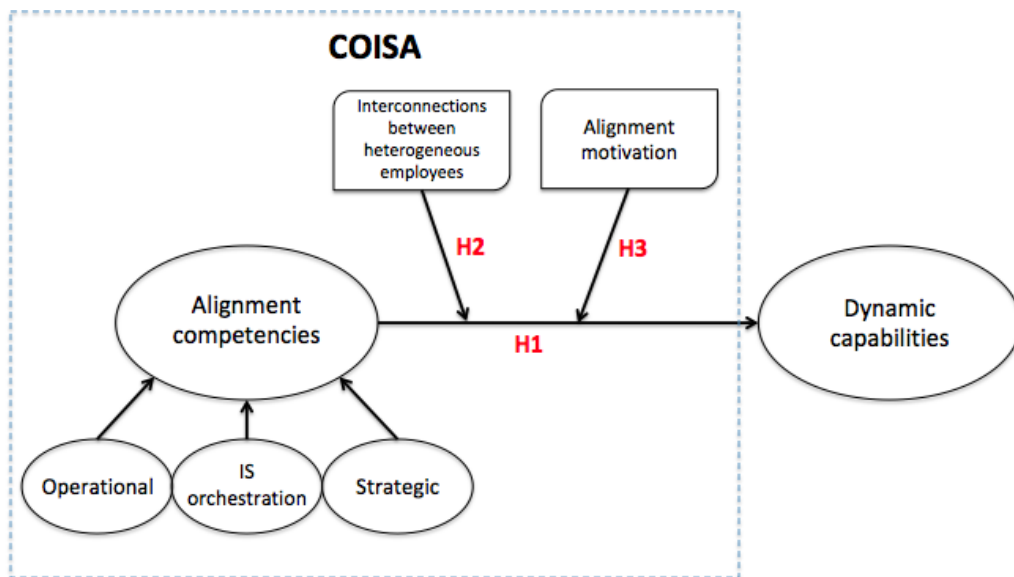 COISA
Interconnections
between
heterogeneous
employees
Alignment
motivation
H2
H3
Alignment
competencies
H1
Dynamic
capabilities
Operational
IS
orchestration
Strategic